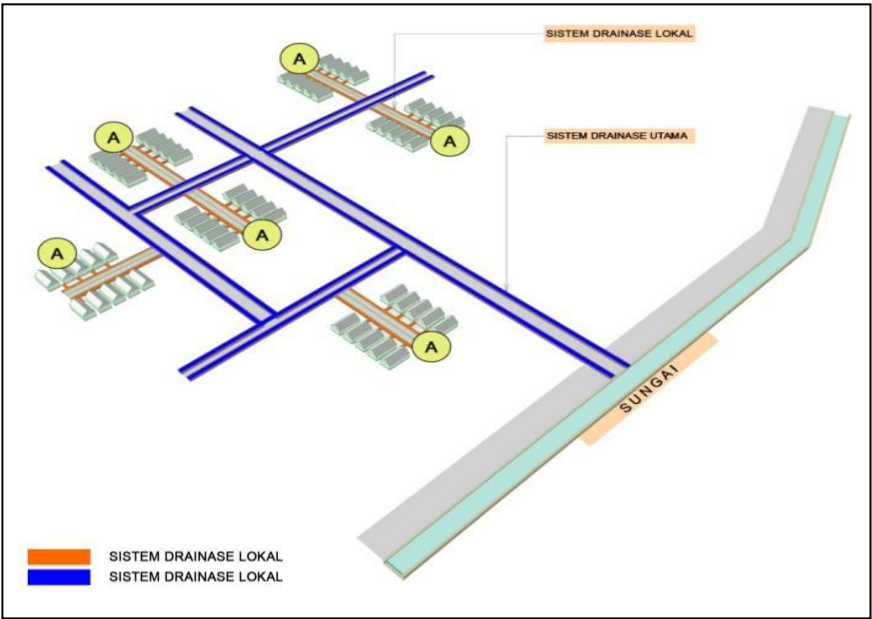 SISTEM DRAINASE LOKAL
A
A
A
SISTEM DRAINASE UTAMA
A
A
A
SUNGAI
SISTEM DRAINASE LOKAL
SISTEM DRAINASE LOKAL